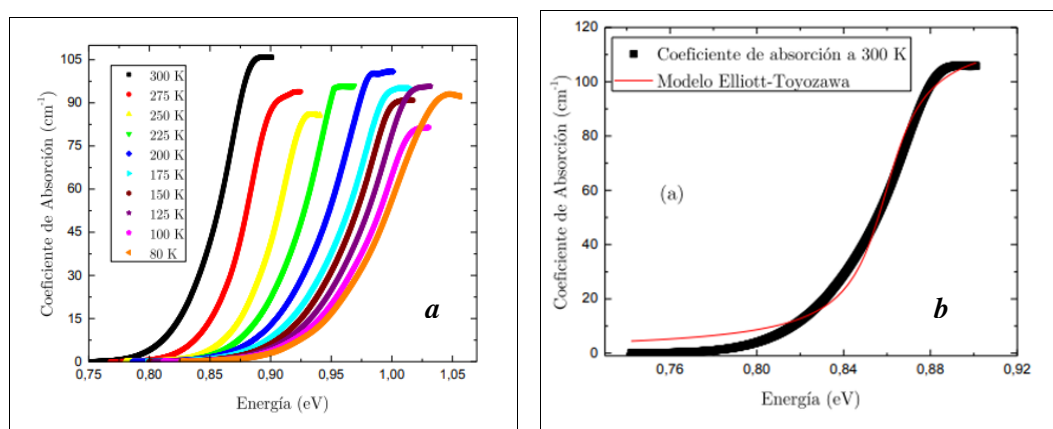 Coeficiente de Absorción (cm⁻¹)
105
90
75
60
45
30
15
0
300 K
275 K
250 K
225 K
200 K
175 K
150 K
125 K
100 K
80 K
a
0,75
0,80
0,85
0,90
0,95
1,00
1,05
Energía (eV)
Coeficiente de Absorción (cm⁻¹)
120
100
80
60
40
20
0
Coeficiente de absorción a 300 K
Modelo Elliott-Toyozawa
(a)
b
0,76
0,80
0,84
0,88
0,92
Energía (eV)